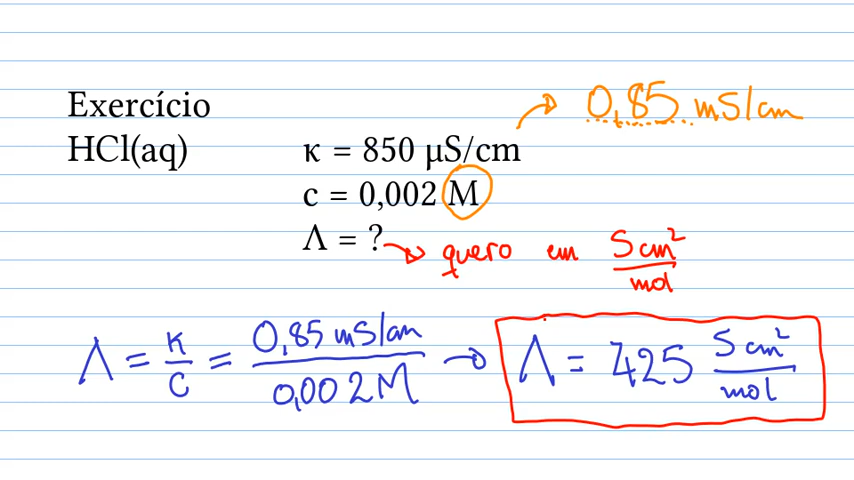 Exercício
0,85 mS/cm
HCl(aq) κ = 850 μS/cm
c = 0,002 M
Λ = ? → quero em S cm²/mol
Λ = κ/c = 0,85 mS/cm / 0,002 M → Λ = 425 S cm²/mol